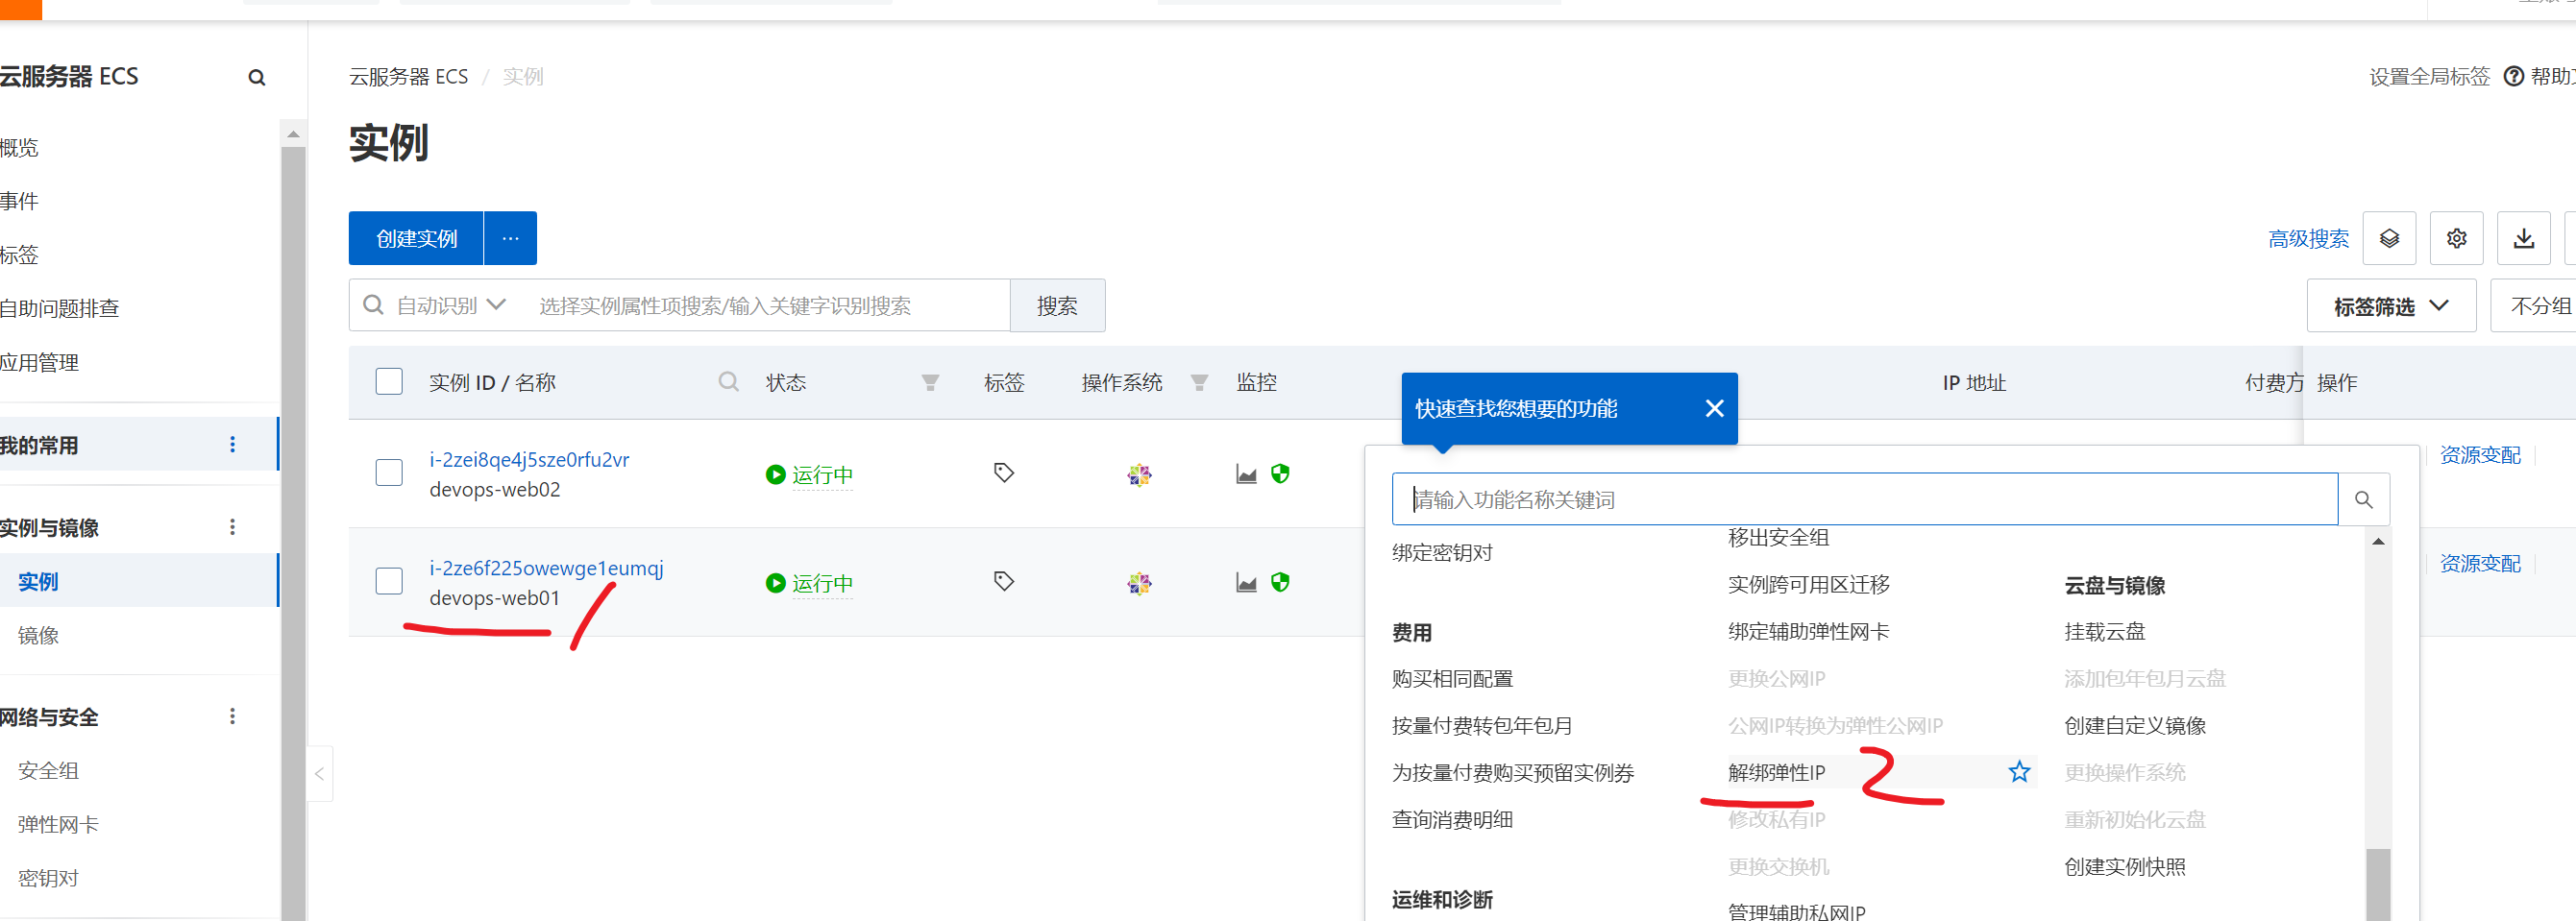 云服务器 ECS
云服务器 ECS / 实例
设置全局标签
帮助文
实例
概览
事件
标签
自助问题排查
应用管理
我的常用
实例与镜像
实例
镜像
网络与安全
安全组
弹性网卡
密钥对
创建实例 ···
高级搜索
自动识别
选择实例属性项搜索/输入关键字识别搜索
搜索
标签筛选
不分组
实例 ID / 名称
状态
标签
操作系统
监控
IP 地址
付费方
操作
i-2zei8qe4j5sze0rfu2vr
devops-web02
运行中
资源变配
i-2ze6f225owewge1eumqj
devops-web01
运行中
资源变配
快速查找您想要的功能
请输入功能名称关键词
绑定密钥对
费用
购买相同配置
按量付费转包年包月
为按量付费购买预留实例券
查询消费明细
运维和诊断
移出安全组
实例跨可用区迁移
绑定辅助弹性网卡
更换公网IP
公网IP转换为弹性公网IP
解绑弹性IP
2
修改私有IP
更换交换机
管理辅助私网IP
云盘与镜像
挂载云盘
添加包年包月云盘
创建自定义镜像
更换操作系统
重新初始化云盘
创建实例快照